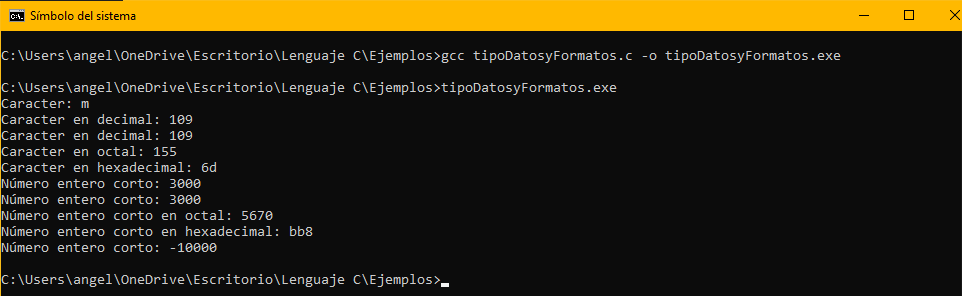 Símbolo del sistema
C:\Users\angel\OneDrive\Escritorio\Lenguaje C\Ejemplos>gcc tipoDatosyFormatos.c -o tipoDatosyFormatos.exe
C:\Users\angel\OneDrive\Escritorio\Lenguaje C\Ejemplos>tipoDatosyFormatos.exe
Caracter: m
Caracter en decimal: 109
Caracter en decimal: 109
Caracter en octal: 155
Caracter en hexadecimal: 6d
Número entero corto: 3000
Número entero corto: 3000
Número entero corto en octal: 5670
Número entero corto en hexadecimal: bb8
Número entero corto: -10000
C:\Users\angel\OneDrive\Escritorio\Lenguaje C\Ejemplos>